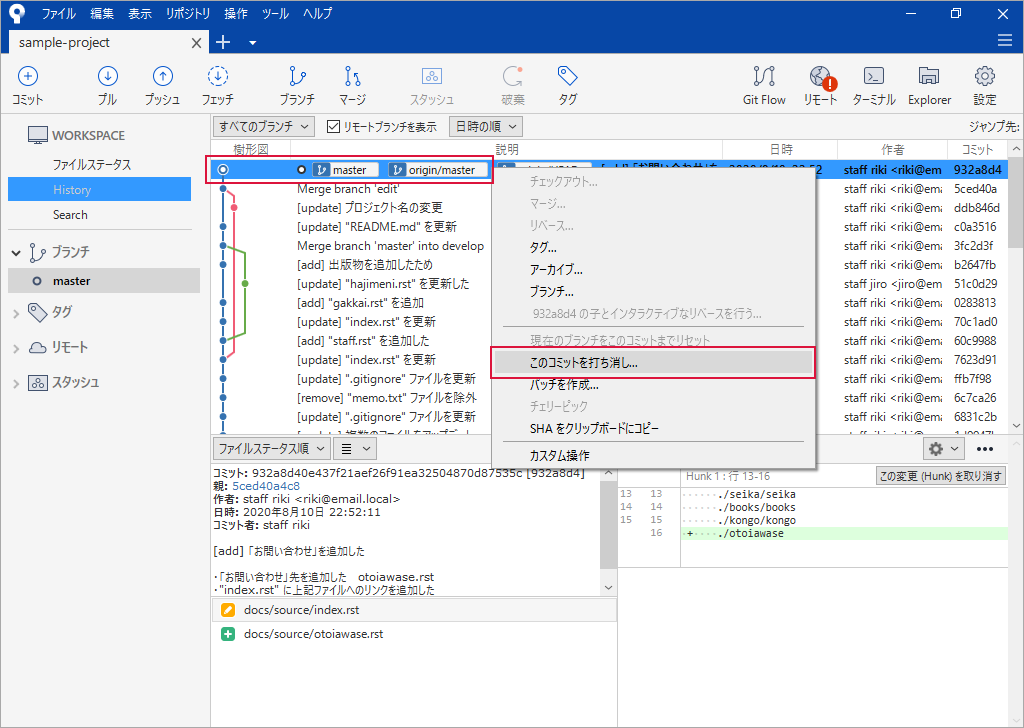 ファイル 編集 表示 リポジトリ 操作 ツール ヘルプ
sample-project
コミット プル プッシュ フェッチ ブランチ マージ スタッシュ 破棄 タグ Git Flow リモート ターミナル Explorer 設定
WORKSPACE
ファイルステータス
History
Search
ブランチ
master
タグ
リモート
スタッシュ
すべてのブランチ リモートブランチを表示 日時の順 ジャンプ先:
樹形図 説明 日時 作者 コミット
master origin/master staff riki <riki@em 932a8d4
Merge branch 'edit' staff riki <riki@ema 5ced40a
[update] プロジェクト名の変更 staff riki <riki@ema ddb846d
[update] "README.md" を更新 staff riki <riki@ema c0a3516
Merge branch 'master' into develop staff riki <riki@ema 3fc2d3f
[add] 出版物を追加したため staff riki <riki@ema b2647fb
[update] "hajimeni.rst" を更新した staff jiro <jiro@ema 51c0d29
[add] "gakkai.rst" を追加 staff riki <riki@ema 0283813
[update] "index.rst" を更新 staff riki <riki@ema 70c1ad0
[add] "staff.rst" を追加した staff riki <riki@ema 60c9988
[update] "index.rst" を更新 staff riki <riki@ema 7623d91
[update] ".gitignore" ファイルを更新 staff riki <riki@ema ffb7f98
[remove] "memo.txt" ファイルを除外 staff riki <riki@ema 6c7ca26
[update] ".gitignore" ファイルを更新 staff riki <riki@ema 6831c2b
チェックアウト...
マージ...
リベース...
タグ...
アーカイブ...
ブランチ...
932a8d4 の子とインタラクティブなリベースを行う...
現在のブランチをこのコミットまでリセット
このコミットを打ち消し...
パッチを作成...
チェリーピック
SHA をクリップボードにコピー
カスタム操作
ファイルステータス順
コミット: 932a8d40e437f21aef26f91ea32504870d87535c [932a8d4]
親: 5ced40a4c8
作者: staff riki <riki@email.local>
日時: 2020年8月10日 22:52:11
コミット者: staff riki
[add] 「お問い合わせ」を追加した
・「お問い合わせ」先を追加した otoiawase.rst
・"index.rst" に上記ファイルへのリンクを追加した
docs/source/index.rst
docs/source/otoiawase.rst
Hunk 1 : 行 13-16 この変更 (Hunk) を取り消す
13 13 ······./seika/seika
14 14 ······./books/books
15 15 ······./kongo/kongo
16 +····./otoiawase